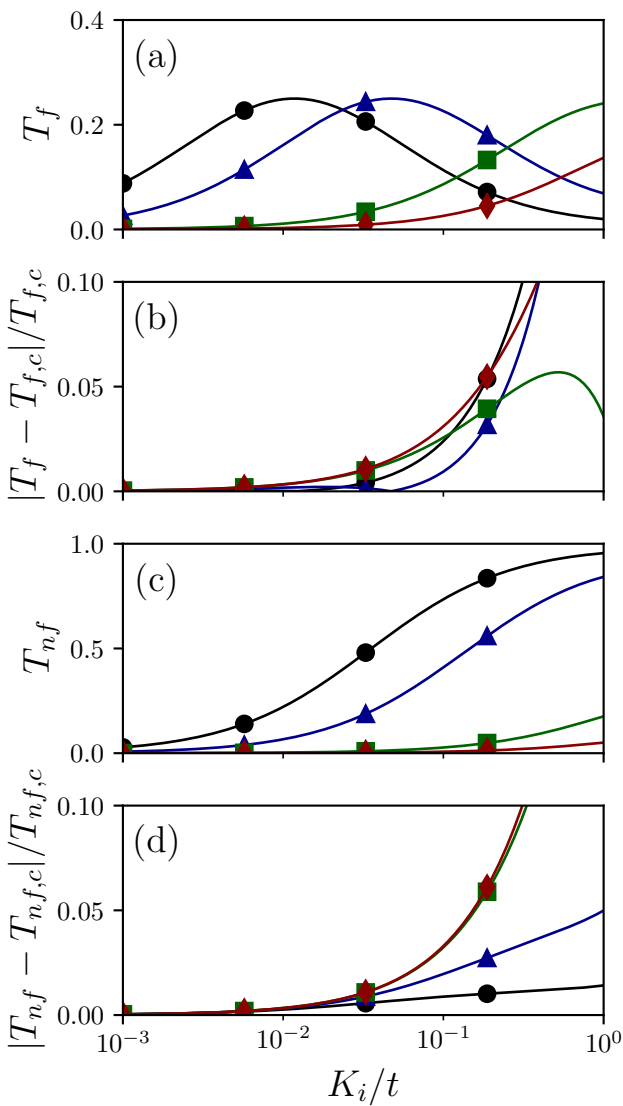 (a)
T_f
0.4
0.2
0.0
(b)
|T_f − T_{f,c}|/T_{f,c}
0.10
0.05
0.00
(c)
T_{nf}
1.0
0.5
0.0
(d)
|T_{nf} − T_{nf,c}|/T_{nf,c}
0.10
0.05
0.00
10^{−3} 10^{−2} 10^{−1} 10^{0}
K_i/t